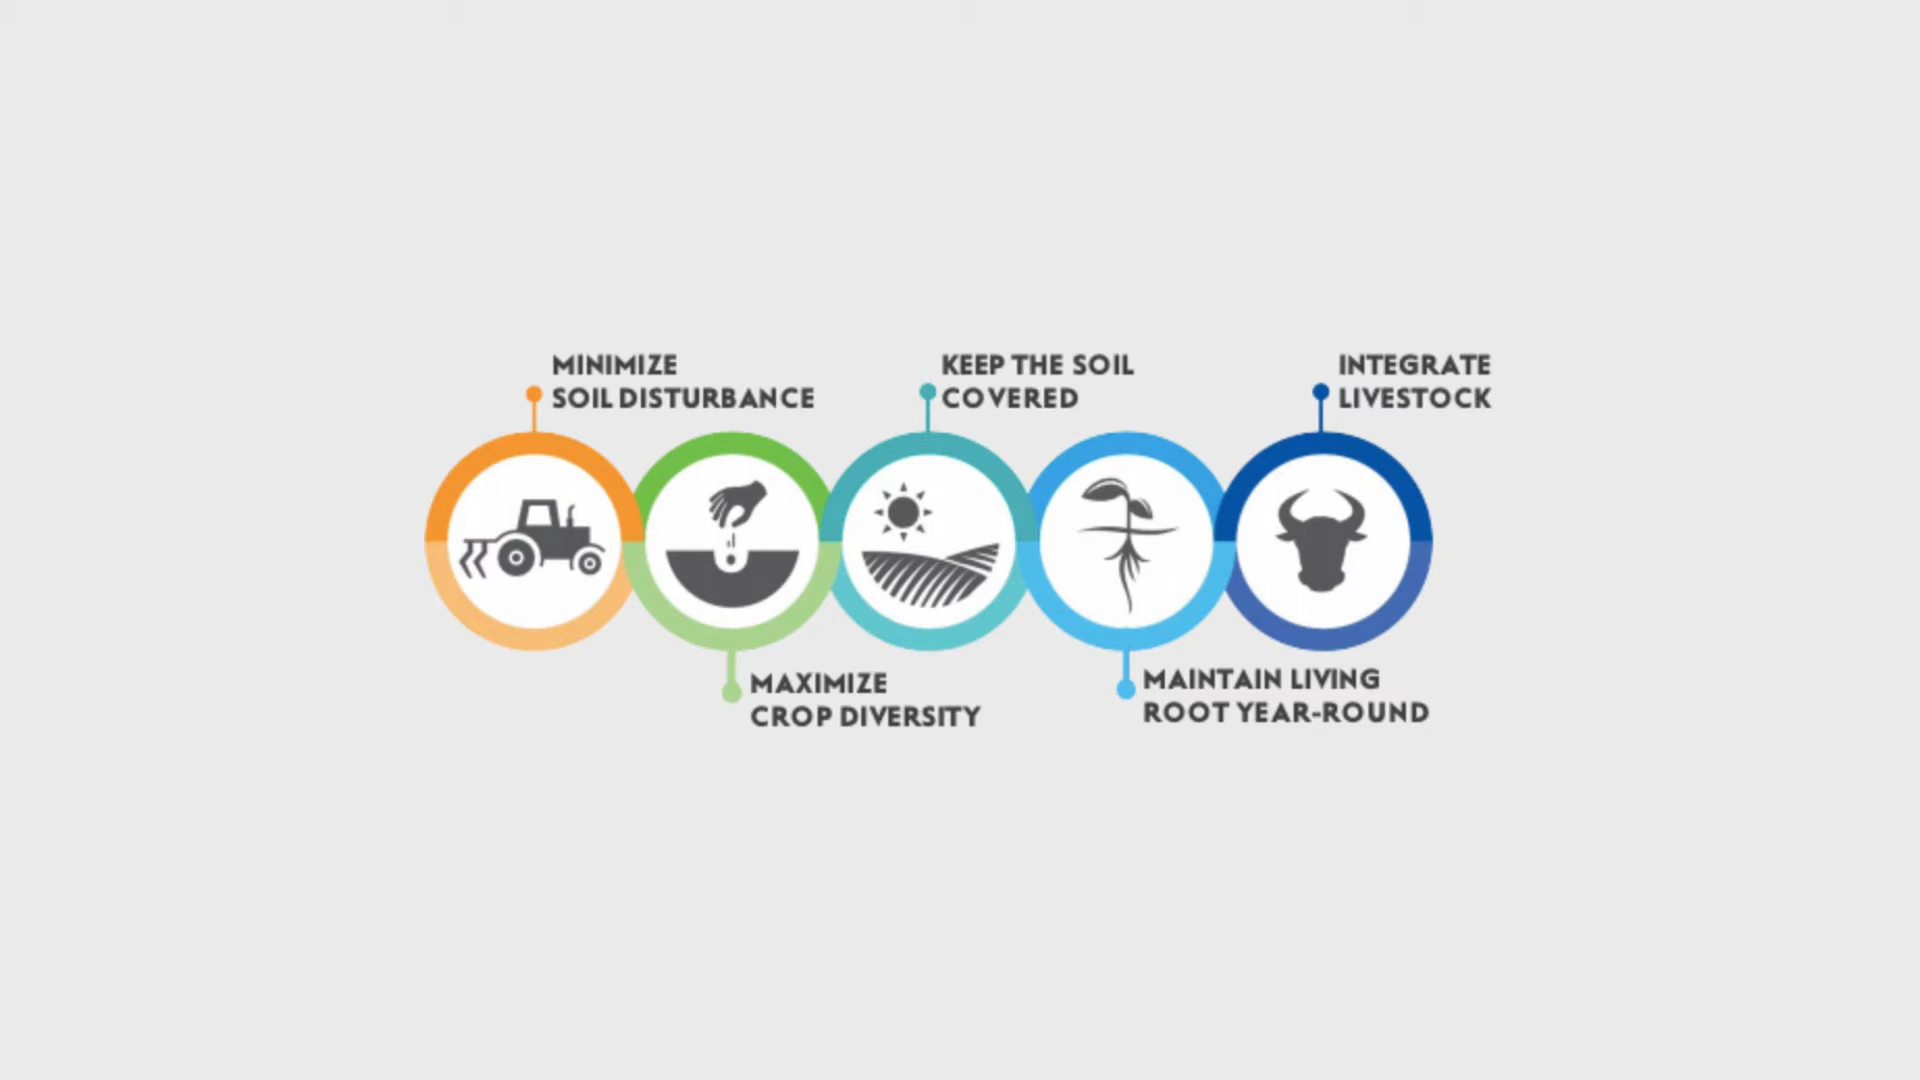 MINIMIZE
SOIL DISTURBANCE
MAXIMIZE
CROP DIVERSITY
KEEP THE SOIL
COVERED
MAINTAIN LIVING
ROOT YEAR-ROUND
INTEGRATE
LIVESTOCK